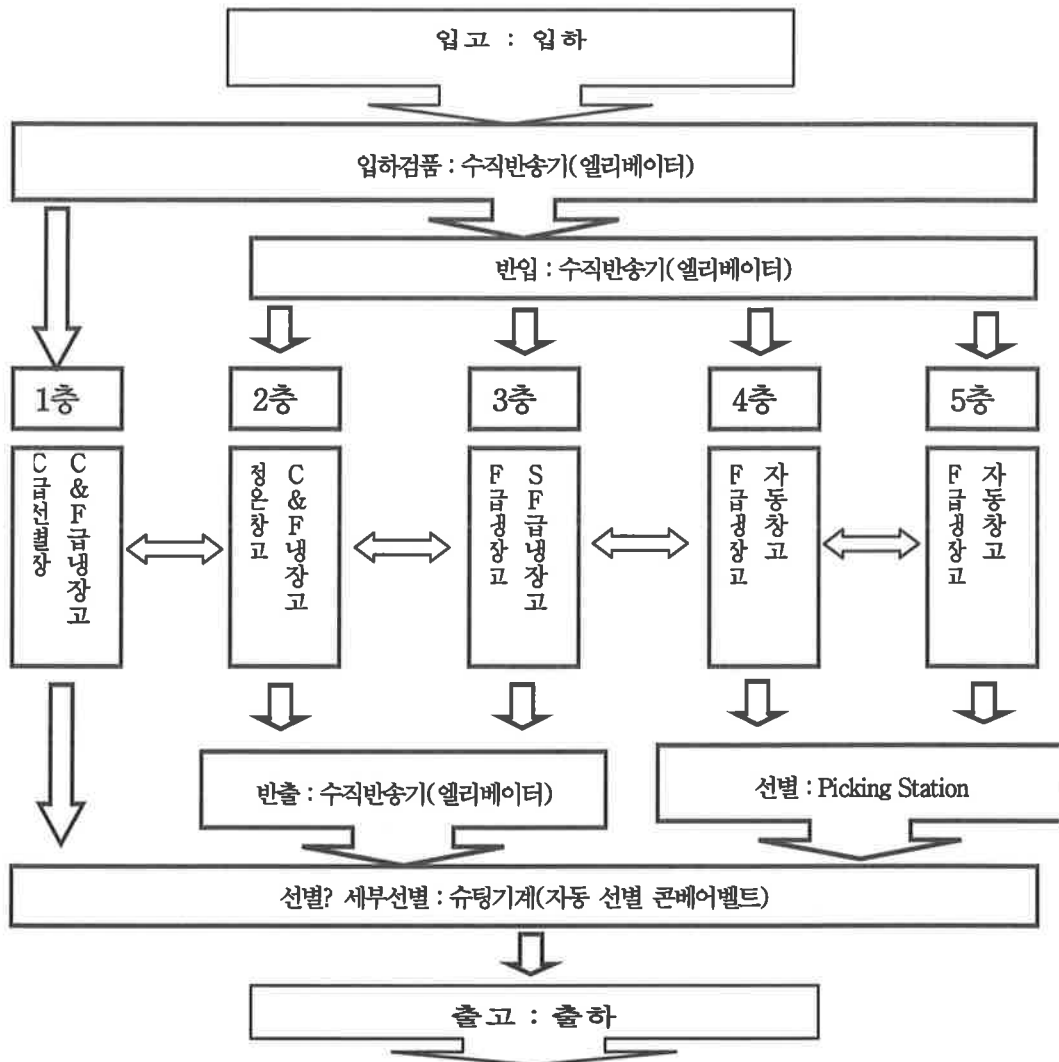 입고 : 입하
입하검품 : 수직반송기(엘리베이터)
반입 : 수직반송기(엘리베이터)
1층
2층
3층
4층
5층
C&F급냉장고
C급선별장
C&F냉장고
정온창고
SF급냉장고
F급냉장고
자동창고
F급냉장고
자동창고
F급냉장고
반출 : 수직반송기(엘리베이터)
선별 : Picking Station
선별? 세부선별 : 슈팅기계(자동 선별 콘베어벨트)
출고 : 출하